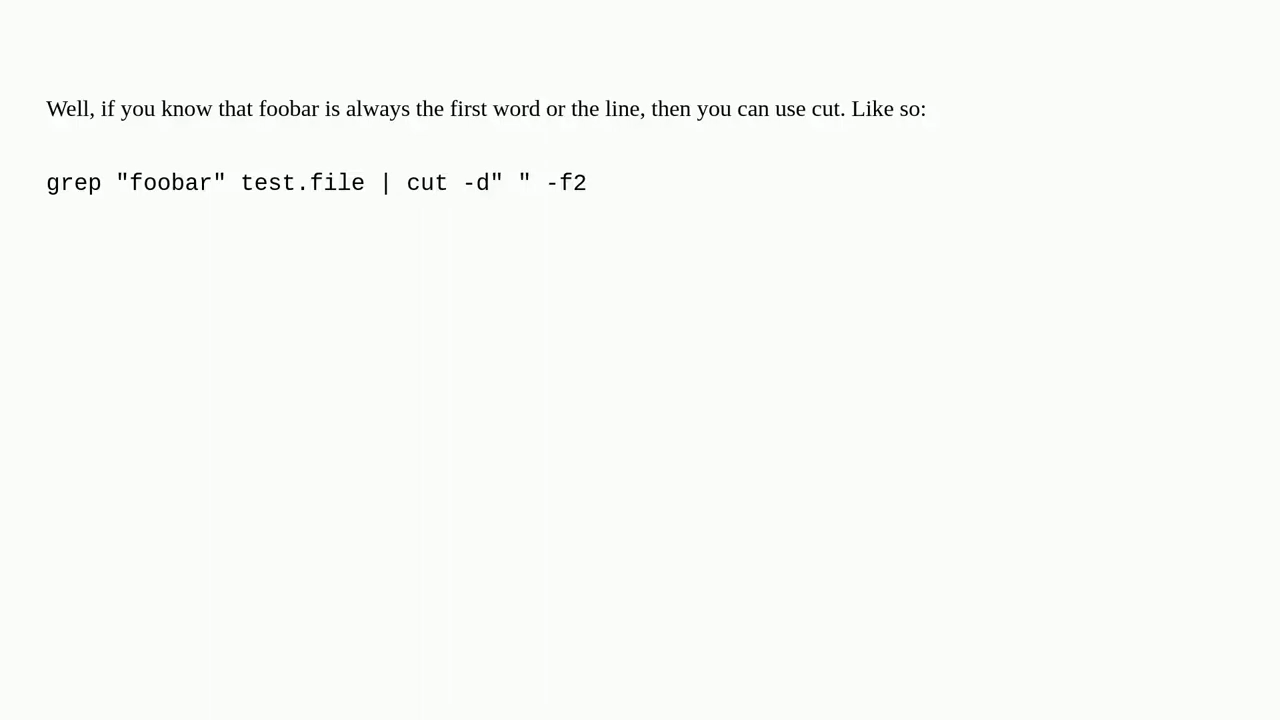 Well, if you know that foobar is always the first word or the line, then you can use cut. Like so:
grep "foobar" test.file | cut -d" " -f2